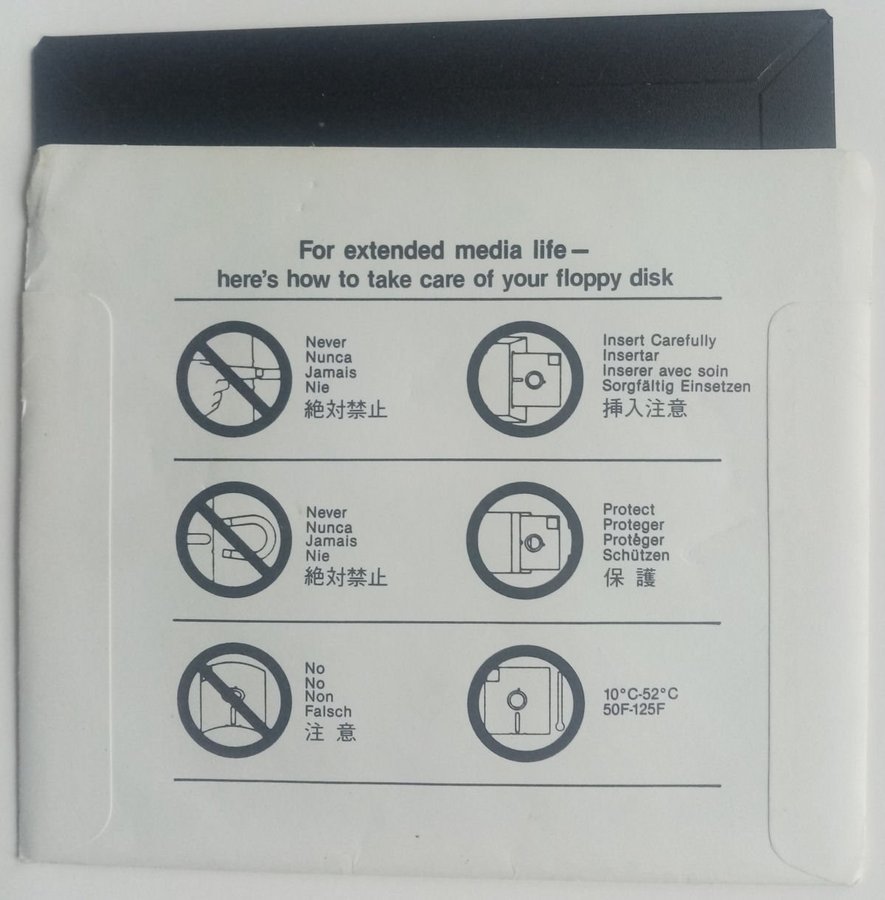 For extended media life —
here's how to take care of your floppy disk
Never
Nunca
Jamais
Nie
絶対禁止
Insert Carefully
Insertar
Inserer avec soin
Sorgfältig Einsetzen
挿入注意
Never
Nunca
Jamais
Nie
絶対禁止
Protect
Proteger
Protéger
Schützen
保護
No
No
Non
Falsch
注意
10°C-52°C
50F-125F